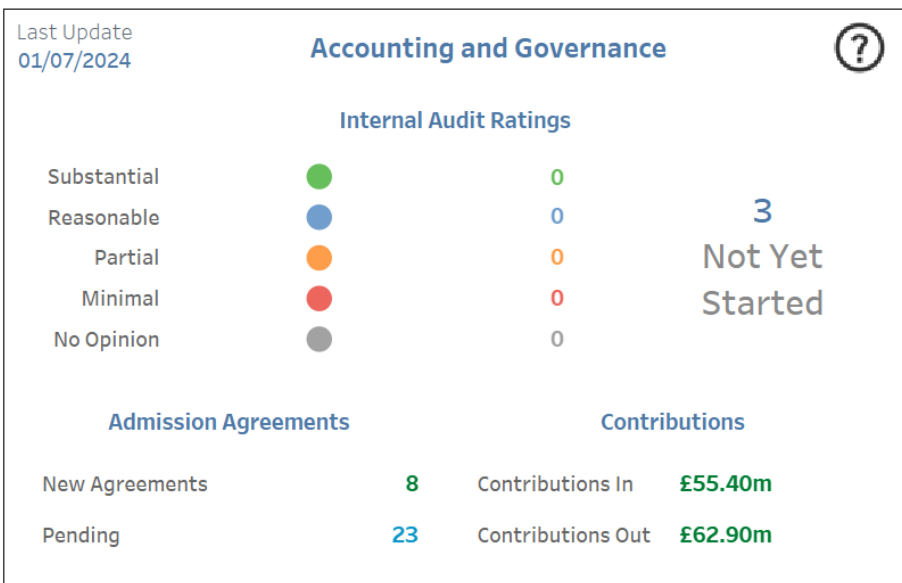 Last Update
01/07/2024
Accounting and Governance
?
Internal Audit Ratings
Substantial 0
Reasonable 0
Partial 0
Minimal 0
No Opinion 0
3
Not Yet
Started
Admission Agreements
New Agreements 8
Pending 23
Contributions
Contributions In £55.40m
Contributions Out £62.90m